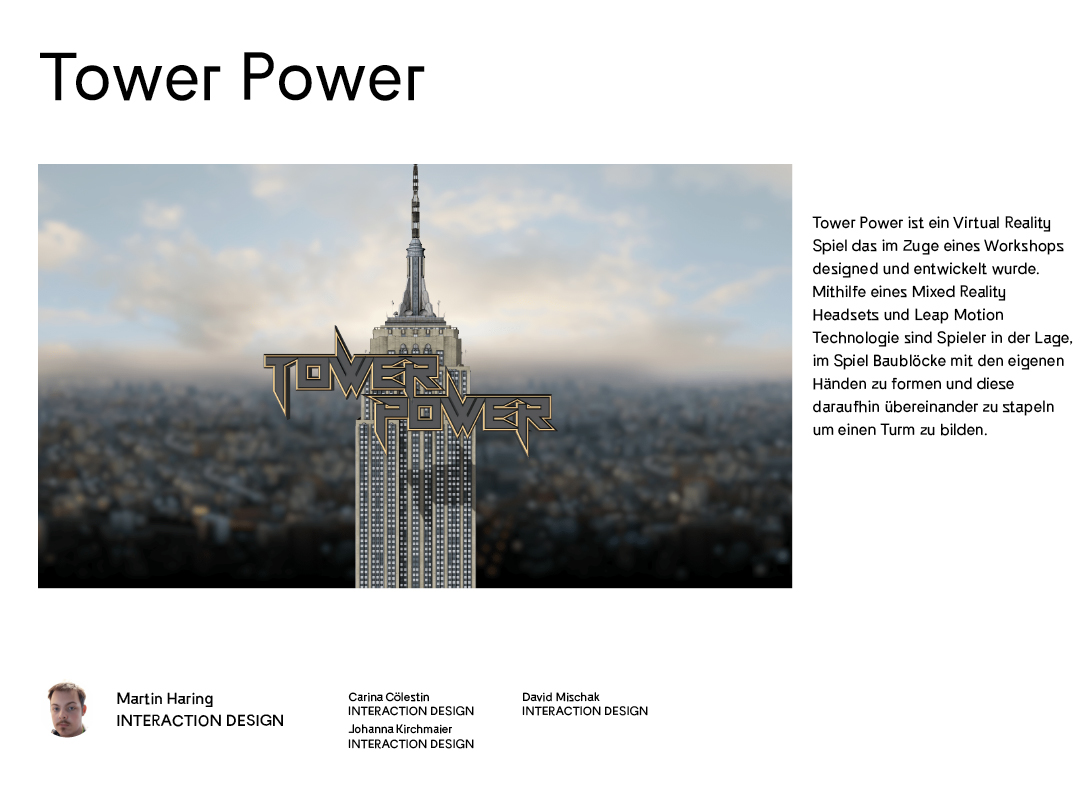 Tower Power
TOWER
POWER
Tower Power ist ein Virtual Reality
Spiel das im Zuge eines Workshops
designed und entwickelt wurde.
Mithilfe eines Mixed Reality
Headsets und Leap Motion
Technologie sind Spieler in der Lage,
im Spiel Baublöcke mit den eigenen
Händen zu formen und diese
daraufhin übereinander zu stapeln
um einen Turm zu bilden.
Martin Haring
INTERACTION DESIGN
Carina Cölestin
INTERACTION DESIGN
Johanna Kirchmaier
INTERACTION DESIGN
David Mischak
INTERACTION DESIGN